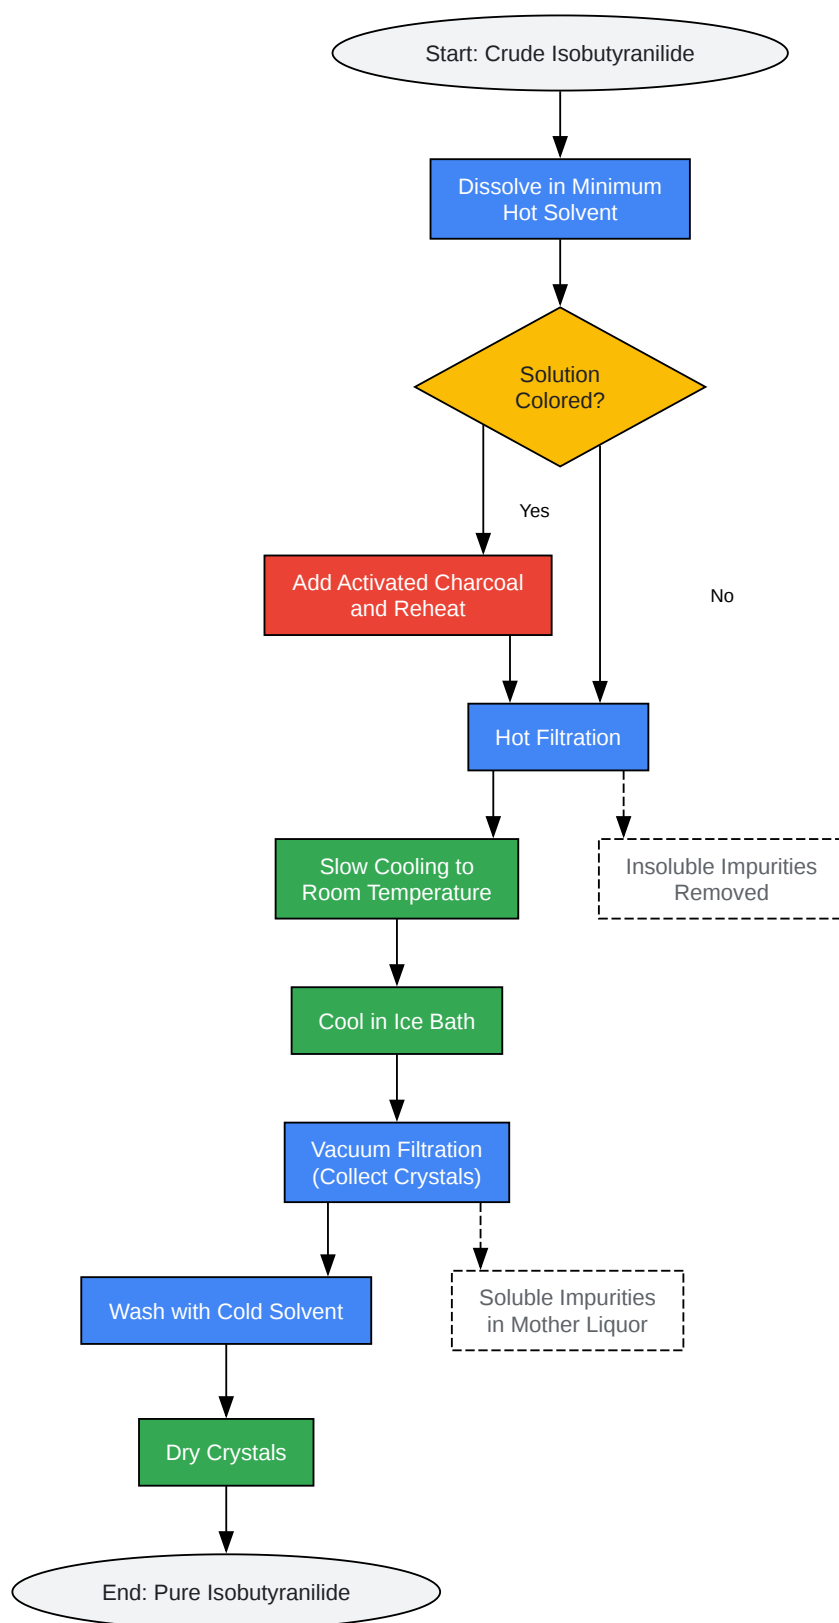 Start: Crude Isobutyranilide
Dissolve in Minimum
Hot Solvent
Solution
Colored?
Yes
Add Activated Charcoal
and Reheat
No
Hot Filtration
Slow Cooling to
Room Temperature
Insoluble Impurities
Removed
Cool in Ice Bath
Vacuum Filtration
(Collect Crystals)
Wash with Cold Solvent
Soluble Impurities
in Mother Liquor
Dry Crystals
End: Pure Isobutyranilide